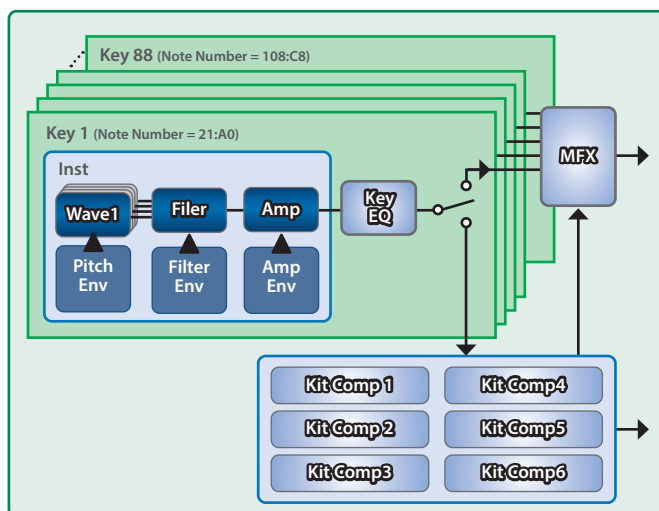 Key 88 (Note Number = 108:C8)
Key 1 (Note Number = 21:A0)
Inst
Wave1
Filer
Amp
Key
EQ
MFX
Pitch
Env
Filter
Env
Amp
Env
Kit Comp 1
Kit Comp4
Kit Comp 2
Kit Comp5
Kit Comp3
Kit Comp6